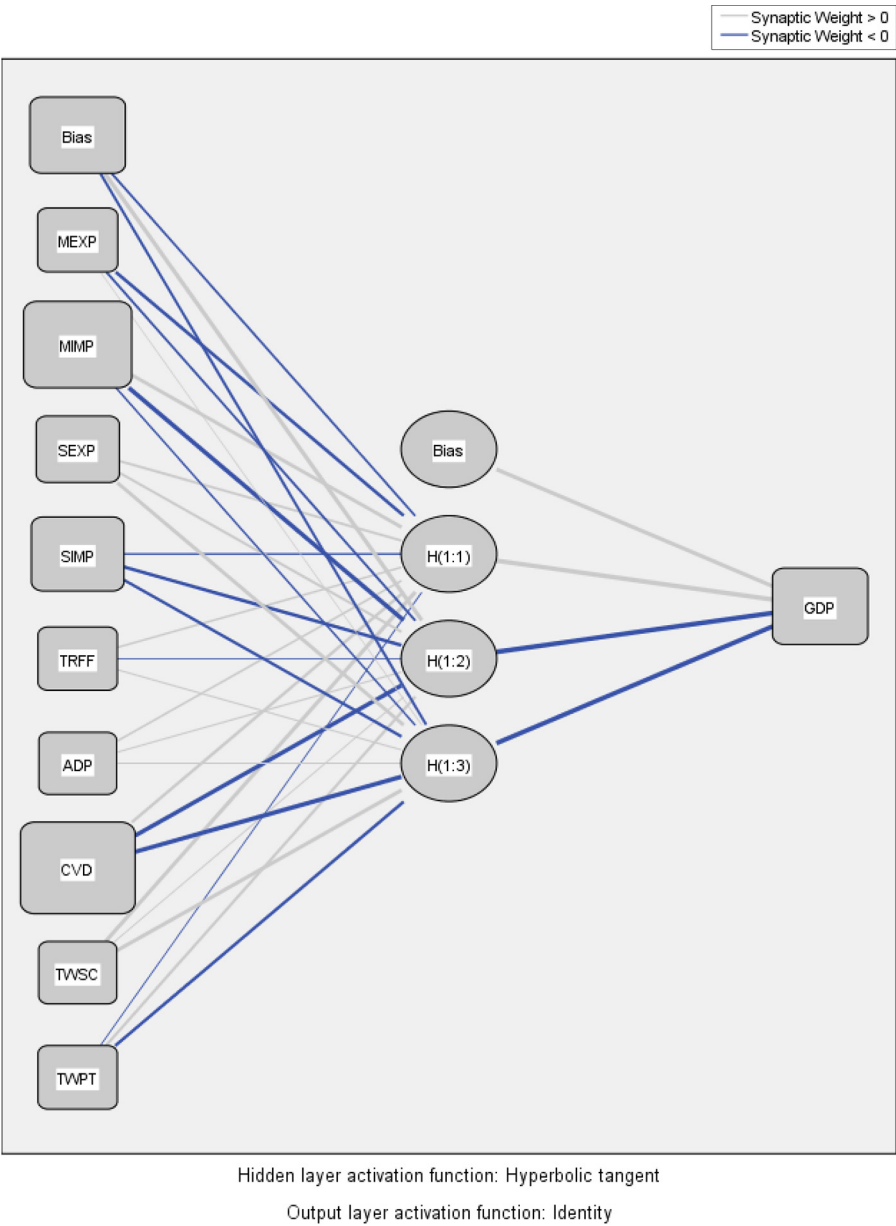 Synaptic Weight > 0
Synaptic Weight < 0
Bias
MEXP
MIMP
SEXP
SIMP
TRFF
ADP
CVD
TWSC
TWPT
Bias
H(1:1)
H(1:2)
H(1:3)
GDP
Hidden layer activation function: Hyperbolic tangent
Output layer activation function: Identity